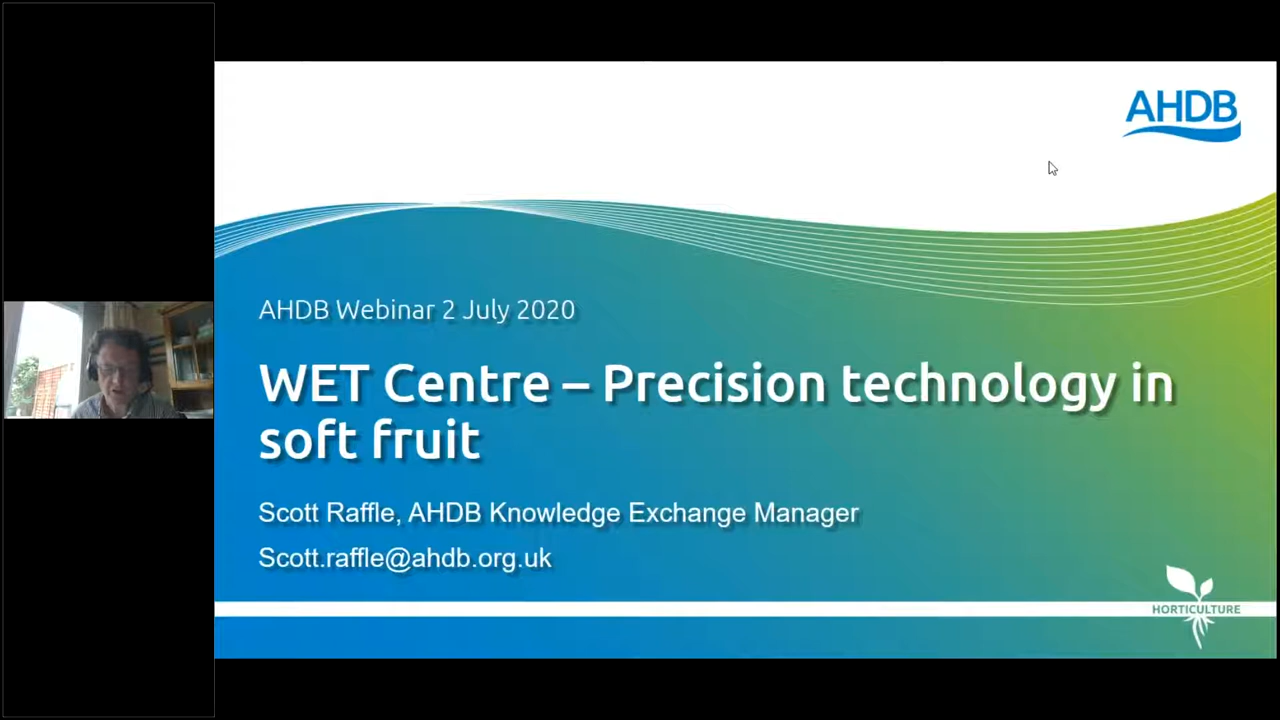 AHDB
AHDB Webinar 2 July 2020
WET Centre – Precision technology in
soft fruit
Scott Raffle, AHDB Knowledge Exchange Manager
Scott.raffle@ahdb.org.uk
HORTICULTURE